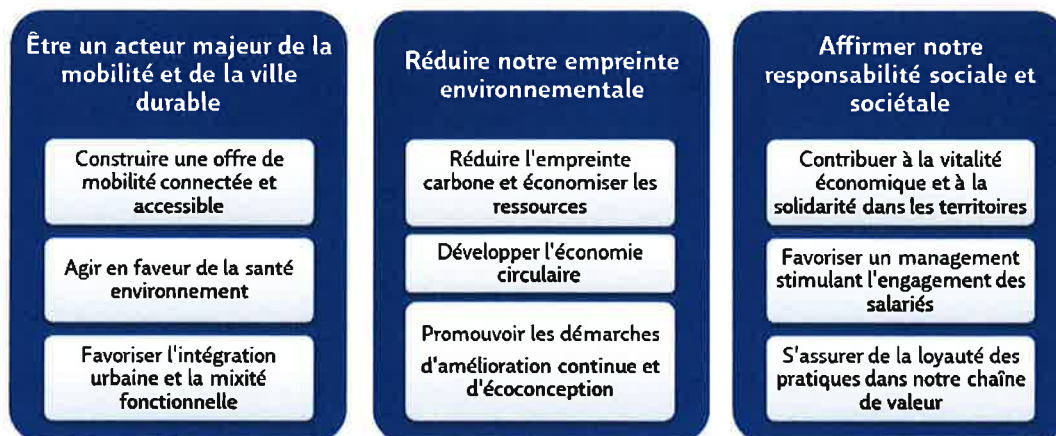 Être un acteur majeur de la
mobilité et de la ville
durable
Construire une offre de
mobilité connectée et
accessible
Agir en faveur de la santé
environnement
Favoriser l'intégration
urbaine et la mixité
fonctionnelle
Réduire notre empreinte
environnementale
Réduire l'empreinte
carbone et économiser les
ressources
Développer l'économie
circulaire
Promouvoir les démarches
d'amélioration continue et
d'écoconception
Affirmer notre
responsabilité sociale et
sociétale
Contribuer à la vitalité
économique et à la
solidarité dans les territoires
Favoriser un management
stimulant l'engagement des
salariés
S'assurer de la loyauté des
pratiques dans notre chaîne
de valeur